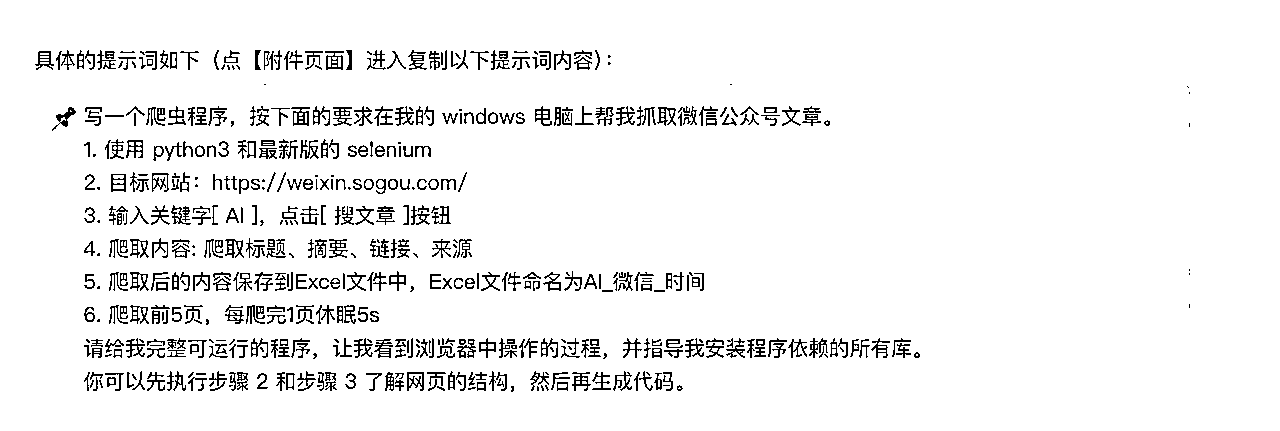 具体的提示词如下（点【附件页面】进入复制以下提示词内容）：
写一个爬虫程序，按下面的要求在我的 windows 电脑上帮我抓取微信公众号文章。
1. 使用 python3 和最新版的 selenium
2. 目标网站：https://weixin.sogou.com/
3. 输入关键字[ AI ]，点击[ 搜文章 ]按钮
4. 爬取内容: 爬取标题、摘要、链接、来源
5. 爬取后的内容保存到Excel文件中，Excel文件命名为AI_微信_时间
6. 爬取前5页，每爬完1页休眠5s
请给我完整可运行的程序，让我看到浏览器中操作的过程，并指导我安装程序依赖的所有库。
你可以先执行步骤 2 和步骤 3 了解网页的结构，然后再生成代码。